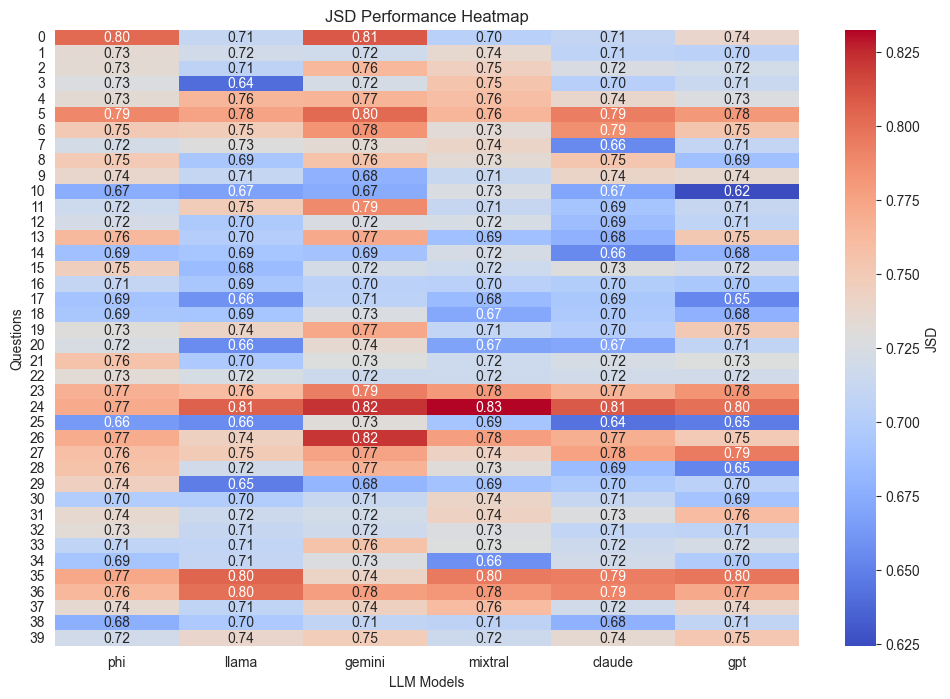 JSD Performance Heatmap
0 0.80 0.71 0.81 0.70 0.71 0.74
1 0.73 0.72 0.72 0.74 0.71 0.70
2 0.73 0.71 0.76 0.75 0.72 0.72
3 0.73 0.64 0.72 0.75 0.70 0.71
4 0.73 0.76 0.77 0.76 0.74 0.73
5 0.79 0.78 0.80 0.76 0.79 0.78
6 0.75 0.75 0.78 0.73 0.79 0.75
7 0.72 0.73 0.73 0.74 0.66 0.71
8 0.75 0.69 0.76 0.73 0.75 0.69
9 0.74 0.71 0.68 0.71 0.74 0.74
10 0.67 0.67 0.67 0.73 0.67 0.62
11 0.72 0.75 0.79 0.71 0.69 0.71
12 0.72 0.70 0.72 0.72 0.69 0.71
13 0.76 0.70 0.77 0.69 0.68 0.75
14 0.69 0.69 0.69 0.72 0.66 0.68
15 0.75 0.68 0.72 0.72 0.73 0.72
16 0.71 0.69 0.70 0.70 0.70 0.70
17 0.69 0.66 0.71 0.68 0.69 0.65
18 0.69 0.69 0.73 0.67 0.70 0.68
19 0.73 0.74 0.77 0.71 0.70 0.75
20 0.72 0.66 0.74 0.67 0.67 0.71
21 0.76 0.70 0.73 0.72 0.72 0.73
22 0.73 0.72 0.72 0.72 0.72 0.72
23 0.77 0.76 0.79 0.78 0.77 0.78
24 0.77 0.81 0.82 0.83 0.81 0.80
25 0.66 0.66 0.73 0.69 0.64 0.65
26 0.77 0.74 0.82 0.78 0.77 0.75
27 0.76 0.75 0.77 0.74 0.78 0.79
28 0.76 0.72 0.77 0.73 0.69 0.65
29 0.74 0.65 0.68 0.69 0.70 0.70
30 0.70 0.70 0.71 0.74 0.71 0.69
31 0.74 0.72 0.72 0.74 0.73 0.76
32 0.73 0.71 0.72 0.73 0.71 0.71
33 0.71 0.71 0.76 0.73 0.72 0.72
34 0.69 0.71 0.73 0.66 0.72 0.70
35 0.77 0.80 0.74 0.80 0.79 0.80
36 0.76 0.80 0.78 0.78 0.79 0.77
37 0.74 0.71 0.74 0.76 0.72 0.74
38 0.68 0.70 0.71 0.71 0.68 0.71
39 0.72 0.74 0.75 0.72 0.74 0.75
phi llama gemini mixtral claude gpt
LLM Models
Questions
0.825
0.800
0.775
0.750
0.725
0.700
0.675
0.650
0.625
JSD